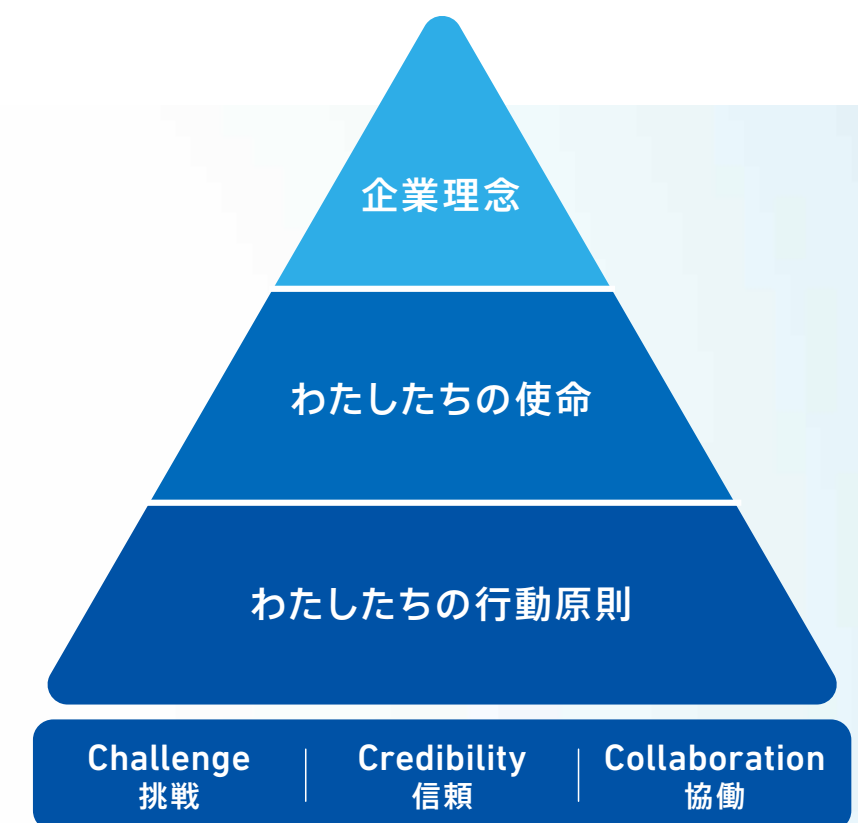 企業理念
わたしたちの使命
わたしたちの行動原則
Challenge
挑戦
Credibility
信頼
Collaboration
協働